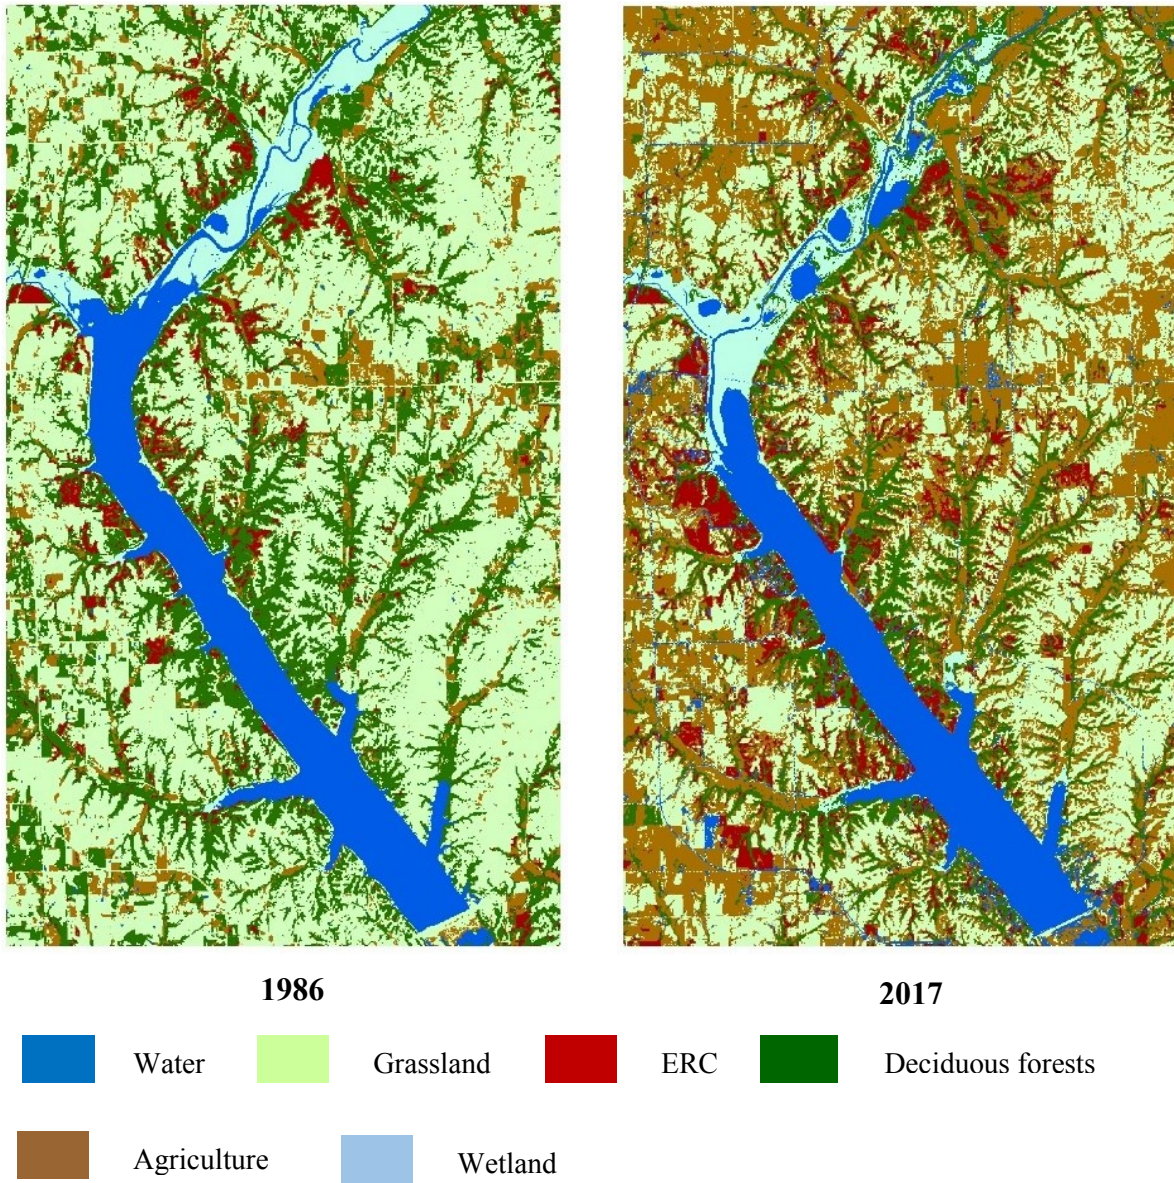 1986
2017
Water
Grassland
ERC
Deciduous forests
Agriculture
Wetland